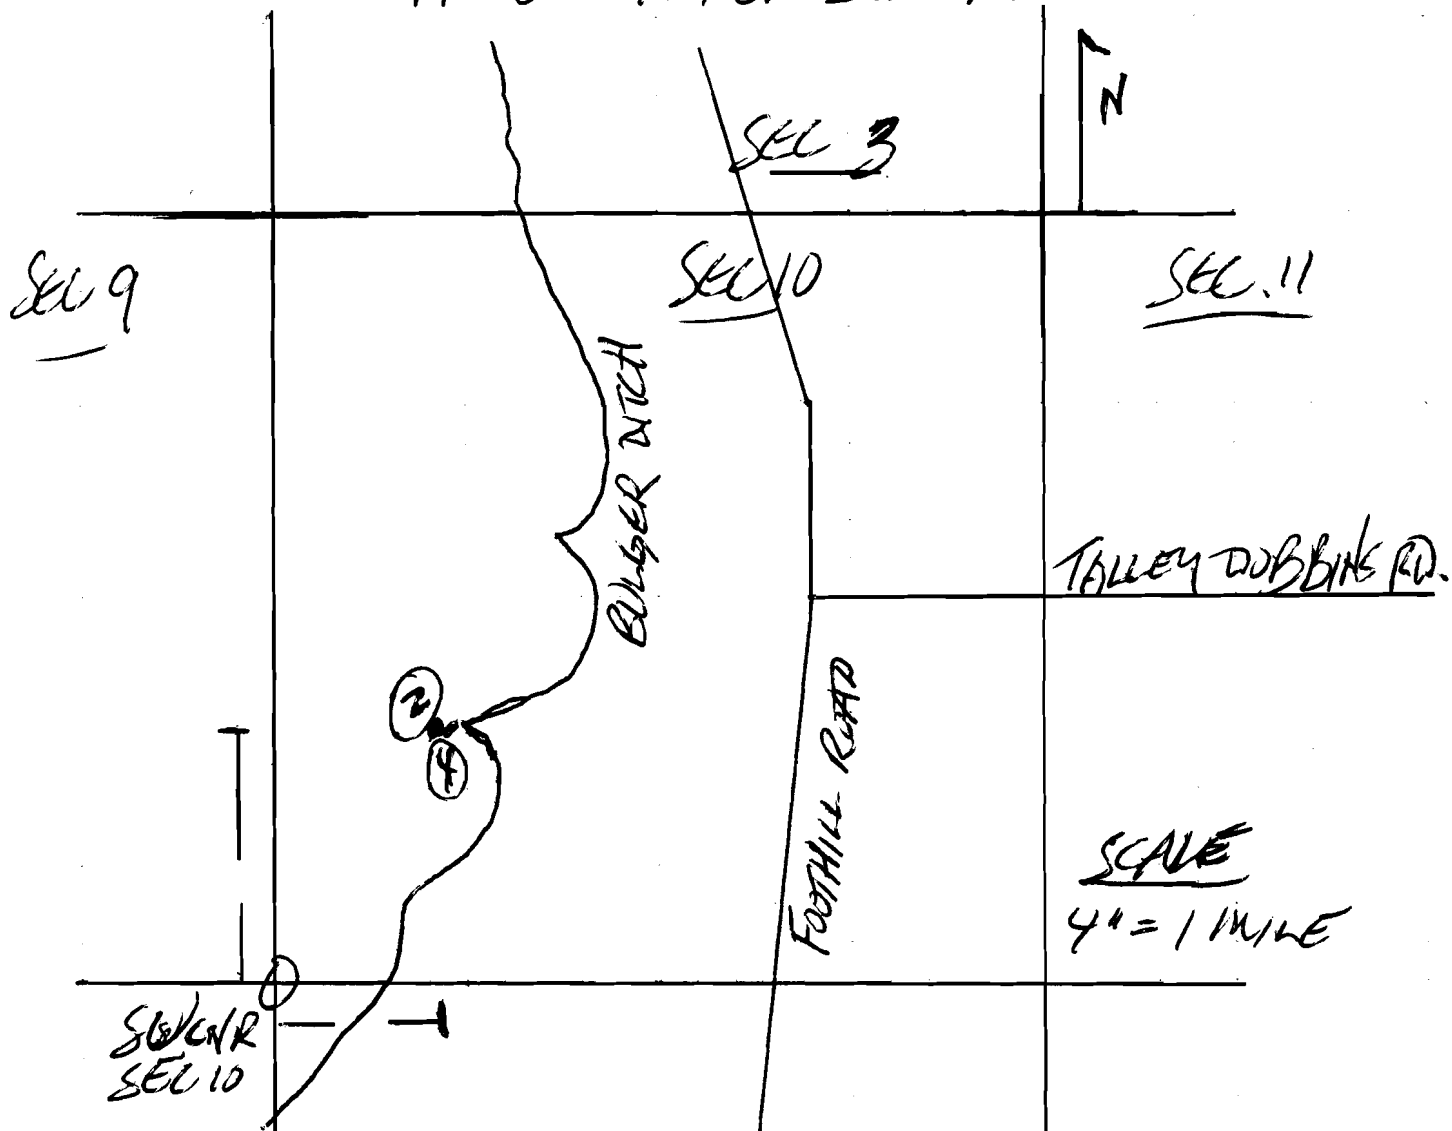 N
SEC 3
SEC 9
SEC 10
SEC. 11
BULGER DITCH
TALLEY DOBBINS RD.
2
4
FOOTHILL ROAD
SCALE
4" = 1 MILE
SW CNR
SEC 10